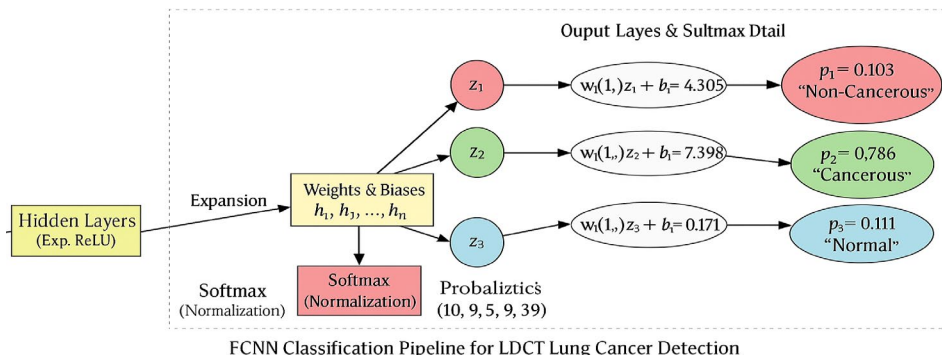 Ouput Layes & Sultmax Dtail
z₁
w₁(1,)z₁ + b₁= 4.305
p₁= 0.103
“Non-Cancerous”
z₂
w₁(1,,)z₂ + b₁= 7.398
p₂= 0,786
“Cancerous”
Expansion
Weights & Biases
h₁, h₃, ..., hₙ
Hidden Layers
(Exp. ReLU)
z₃
w₁(1,,)z₃ + b₁= 0.171
p₃= 0.111
“Normal”
Softmax
(Normalization)
Softmax
(Normalization)
Probaliztics
(10, 9, 5, 9, 39)
FCNN Classification Pipeline for LDCT Lung Cancer Detection